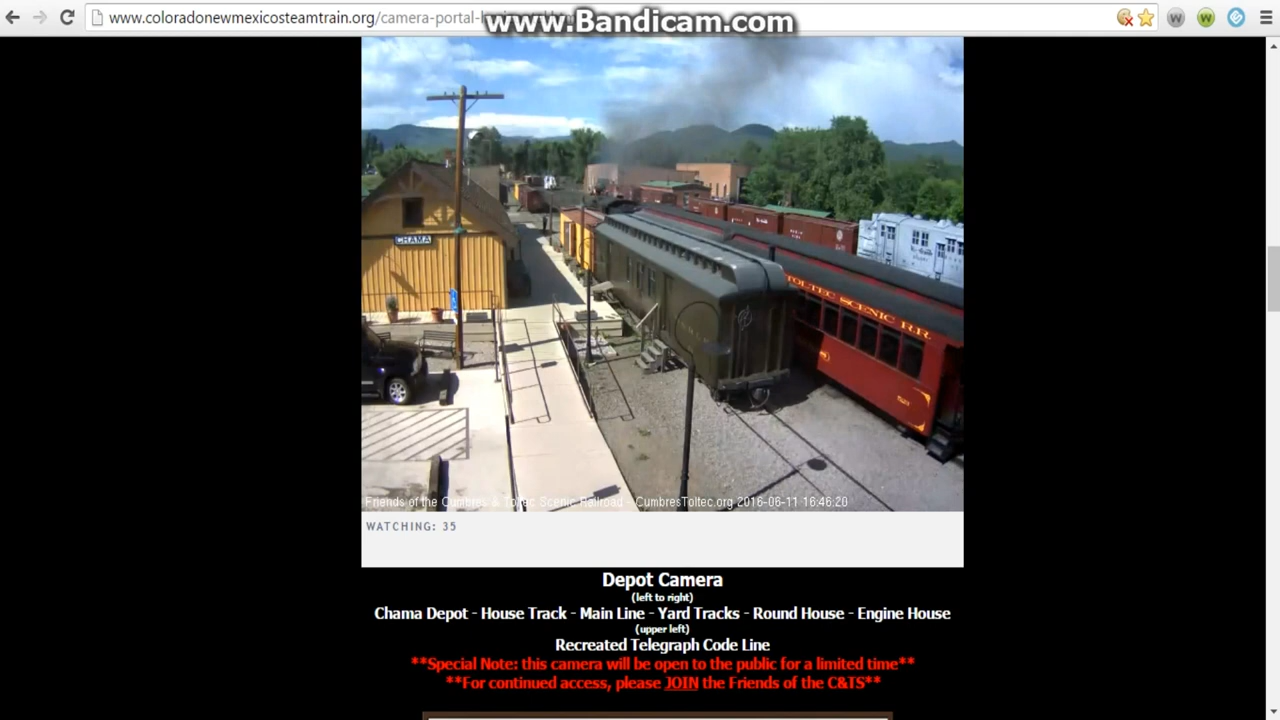 www.coloradonewmexicosteamtrain.org/camera-portal-
www.Bandicam.com
CHAMA
TOLTEC SCENIC R.R.
Friends of the Cumbres & Toltec Scenic Railroad - CumbresToltec.org 2016-06-11 16:46:20
WATCHING: 35
Depot Camera
(left to right)
Chama Depot - House Track - Main Line - Yard Tracks - Round House - Engine House
(upper left)
Recreated Telegraph Code Line
**Special Note: this camera will be open to the public for a limited time**
**For continued access, please JOIN the Friends of the C&TS**